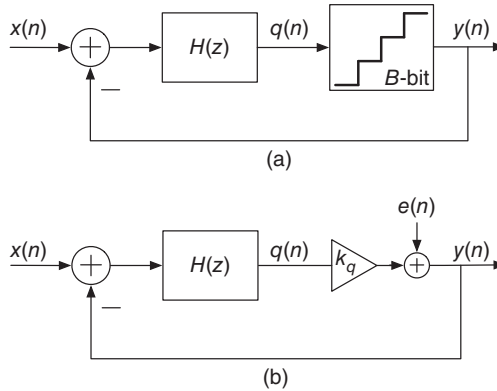 x(n) + H(z) q(n) B-bit y(n)
−
(a)
e(n)
x(n) + H(z) q(n) k_q + y(n)
−
(b)